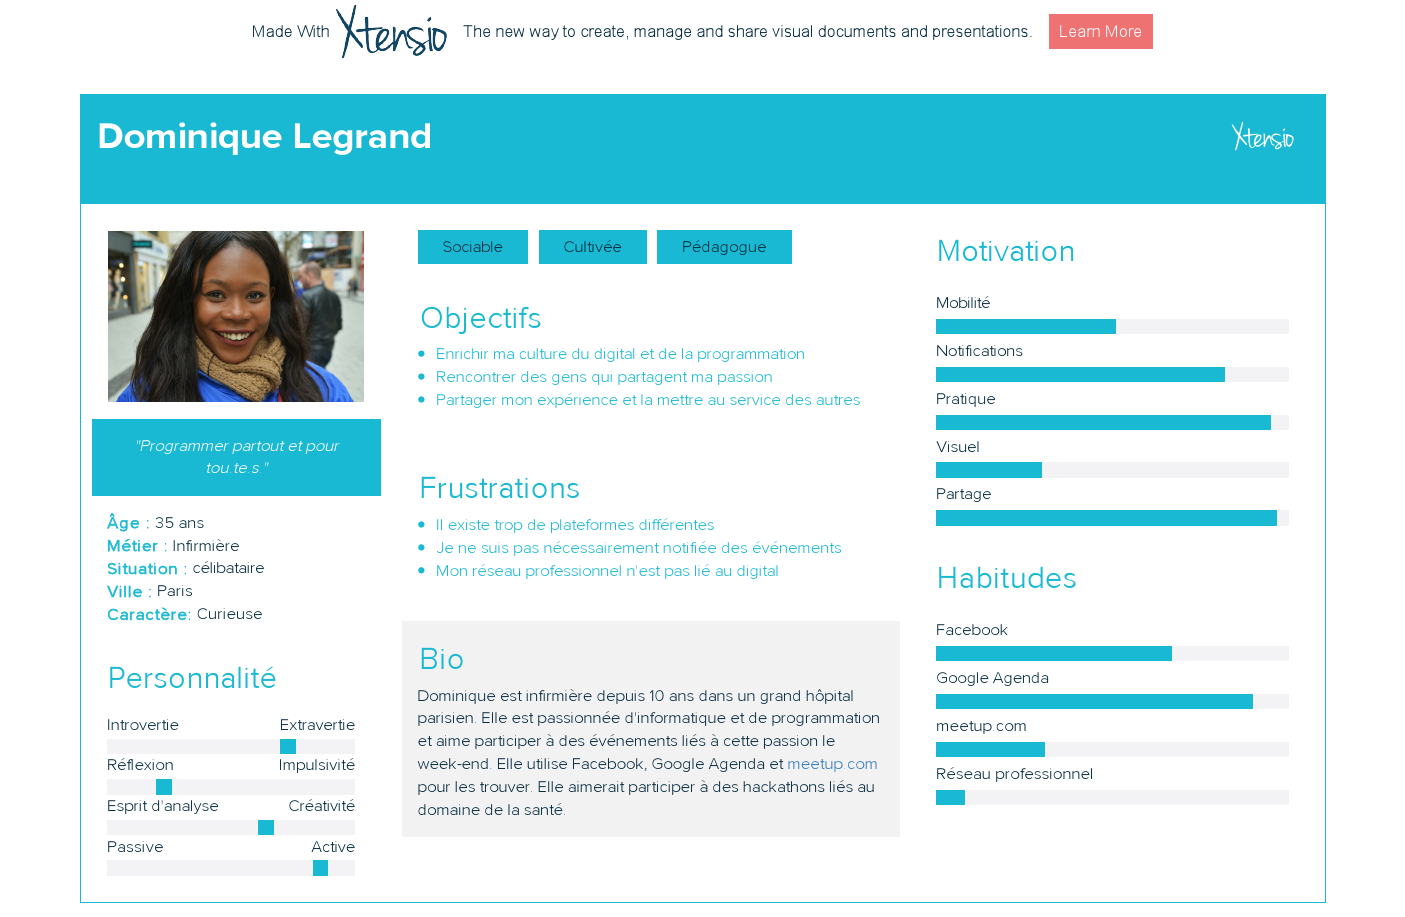 Made With Xtensio The new way to create, manage and share visual documents and presentations. Learn More
Dominique Legrand
Xtensio
"Programmer partout et pour
tou.te.s."
Âge : 35 ans
Métier : Infirmière
Situation : célibataire
Ville : Paris
Caractère: Curieuse
Personnalité
Introvertie Extravertie
Réflexion Impulsivité
Esprit d'analyse Créativité
Passive Active
Sociable Cultivée Pédagogue
Objectifs
• Enrichir ma culture du digital et de la programmation
• Rencontrer des gens qui partagent ma passion
• Partager mon expérience et la mettre au service des autres
Frustrations
• Il existe trop de plateformes différentes
• Je ne suis pas nécessairement notifiée des événements
• Mon réseau professionnel n'est pas lié au digital
Bio
Dominique est infirmière depuis 10 ans dans un grand hôpital
parisien. Elle est passionnée d'informatique et de programmation
et aime participer à des événements liés à cette passion le
week-end. Elle utilise Facebook, Google Agenda et meetup.com
pour les trouver. Elle aimerait participer à des hackathons liés au
domaine de la santé.
Motivation
Mobilité
Notifications
Pratique
Visuel
Partage
Habitudes
Facebook
Google Agenda
meetup.com
Réseau professionnel